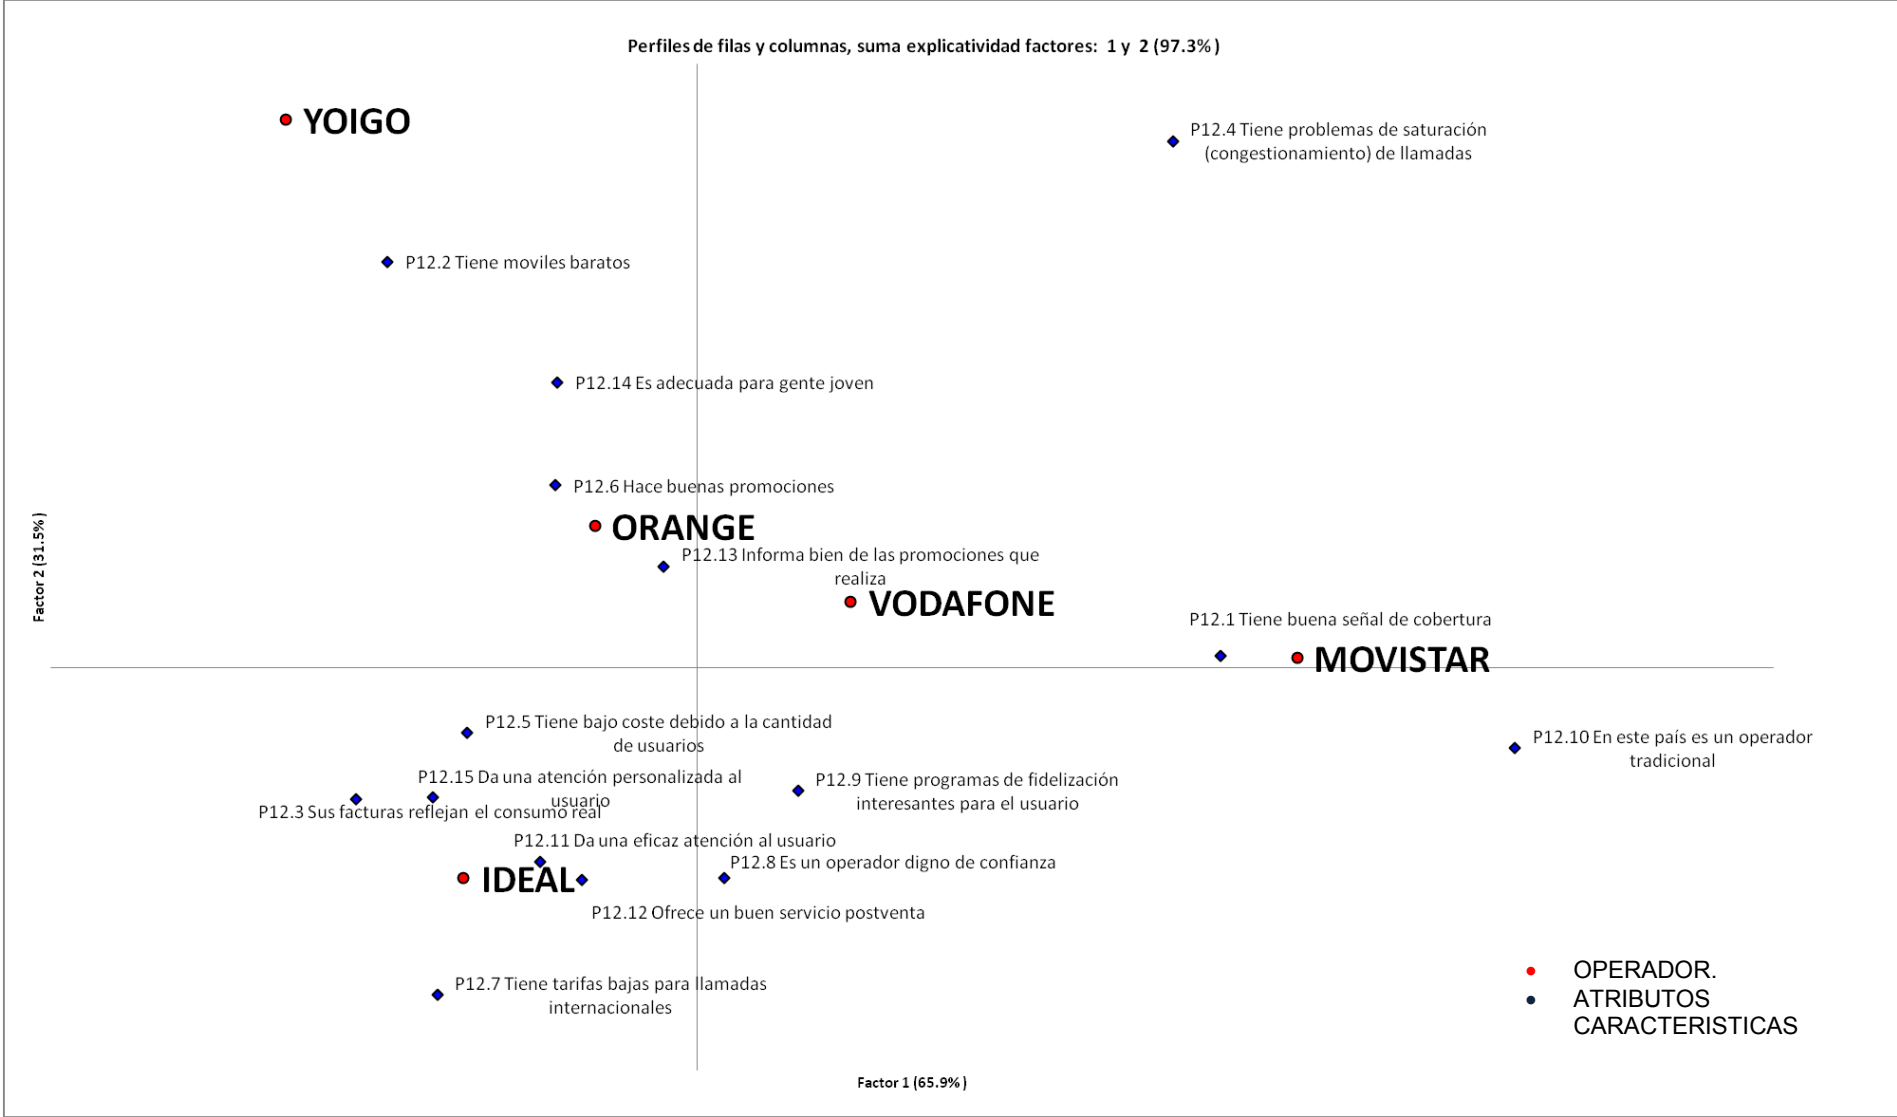 Perfiles de filas y columnas, suma explicatividad factores: 1 y 2 (97.3%)
YOIGO
P12.4 Tiene problemas de saturación
(congestionamiento) de llamadas
P12.2 Tiene moviles baratos
P12.14 Es adecuada para gente joven
P12.6 Hace buenas promociones
ORANGE
P12.13 Informa bien de las promociones que
realiza
VODAFONE
Factor 2 (31.5%)
P12.1 Tiene buena señal de cobertura
MOVISTAR
P12.5 Tiene bajo coste debido a la cantidad
de usuarios
P12.10 En este país es un operador
tradicional
P12.15 Da una atención personalizada al
usuario
P12.9 Tiene programas de fidelización
interesantes para el usuario
P12.3 Sus facturas reflejan el consumo real
P12.11 Da una eficaz atención al usuario
P12.8 Es un operador digno de confianza
IDEAL
P12.12 Ofrece un buen servicio postventa
P12.7 Tiene tarifas bajas para llamadas
internacionales
OPERADOR.
ATRIBUTOS
CARACTERISTICAS
Factor 1 (65.9%)